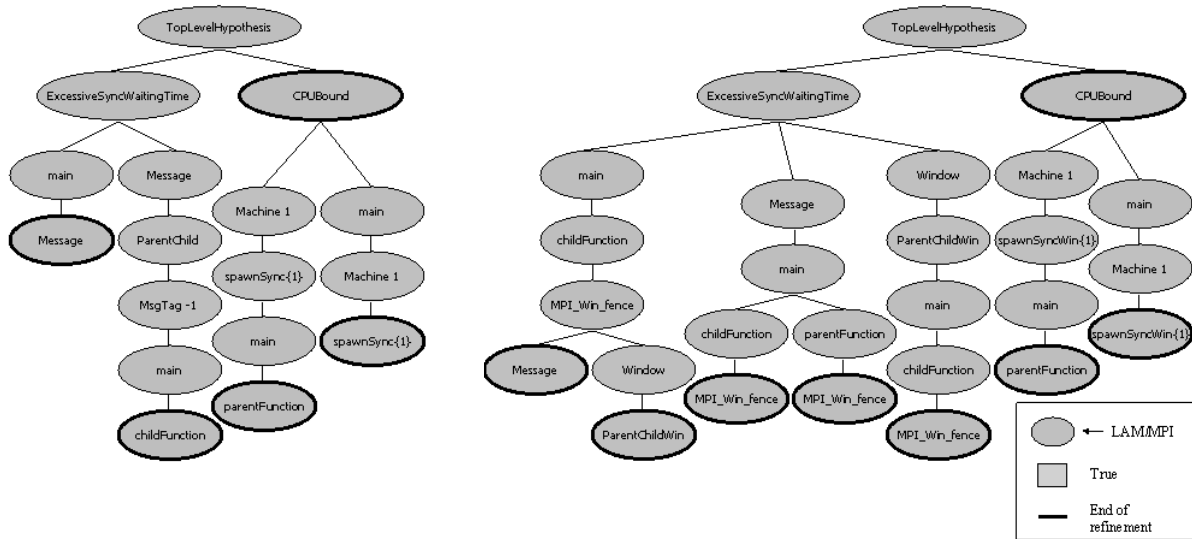 TopLevelHypothesis
ExcessiveSyncWaitingTime
CPUBound
main
Message
Message
ParentChild
MsgTag -1
main
childFunction
Machine 1
spawnSync{1}
main
parentFunction
main
Machine 1
spawnSync{1}
TopLevelHypothesis
ExcessiveSyncWaitingTime
CPUBound
main
childFunction
MPI_Win_fence
Message
Window
ParentChildWin
Message
main
childFunction
MPI_Win_fence
parentFunction
MPI_Win_fence
Window
ParentChildWin
main
childFunction
MPI_Win_fence
Machine 1
spawnSyncWin{1}
main
parentFunction
main
Machine 1
spawnSyncWin{1}
LAM/MPI
True
End of
refinement